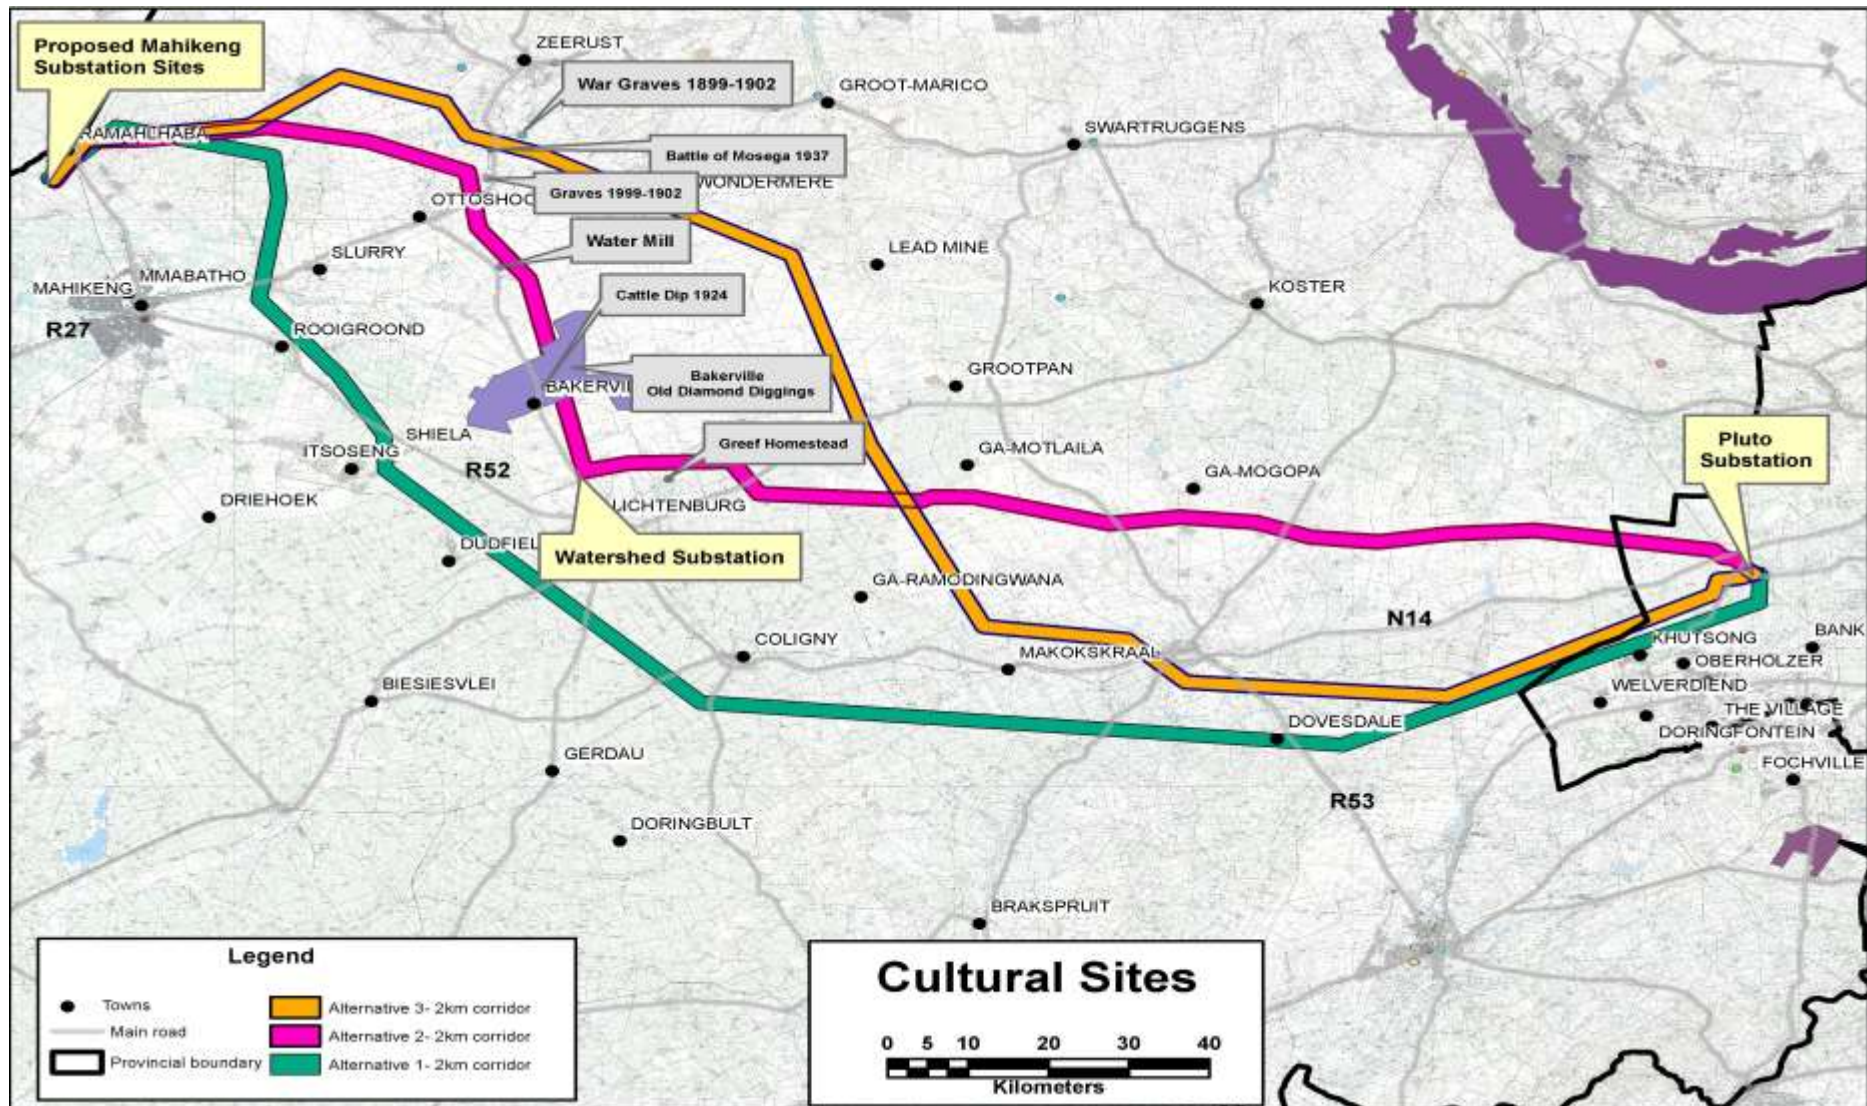 Proposed Mahikeng
Substation Sites
ZEERUST
War Graves 1899-1902
GROOT-MARICO
RAMAHLHABA
SWARTRUGGENS
Battle of Mosega 1937
WONDERMERE
Graves 1999-1902
OTTOSHOO
Water Mill
LEAD MINE
SLURRY
MMABATHO
MAHIKENG
Cattle Dip 1924
KOSTER
R27
ROOIGROOND
Bakerville
Old Diamond Diggings
GROOTPAN
BAKERVIL
SHIELA
Greef Homestead
Pluto
Substation
ITSOSENG
R52
GA-MOTLAILA
GA-MOGOPA
DRIEHOEK
LICHTENBURG
DUDFIEL
Watershed Substation
GA-RAMODINGWANA
N14
COLIGNY
MAKOKSKRAAL
KHUTSONG
BANK
OBERHOLZER
BIESIESVLEI
WELVERDIEND
DOVESDALE
THE VILLAGE
DORINGFONTEIN
GERDAU
FOCHVILLE
R53
DORINGBULT
BRAKSPRUIT
Legend
Towns
Main road
Provincial boundary
Alternative 3- 2km corridor
Alternative 2- 2km corridor
Alternative 1- 2km corridor
Cultural Sites
0 5 10 20 30 40
Kilometers